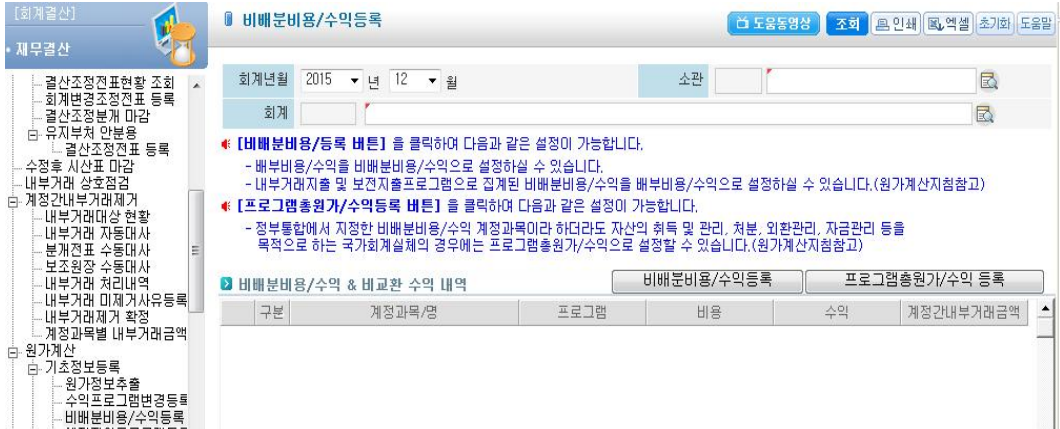 [회계결산]
재무결산
결산조정전표현황 조회
회계변경조정전표 등록
결산조정분개 마감
유지부처 안분용
결산조정전표 등록
수정후 시산표 마감
내부거래 상호점검
계정간내부거래제거
내부거래대상 현황
내부거래 자동대사
분개전표 수동대사
보조원장 수동대사
내부거래 처리내역
내부거래 미제거사유등록
내부거래제거 확정
계정과목별 내부거래금액
원가계산
기초정보등록
원가정보추출
수익프로그램변경등록
비배분비용/수익등록
비배분비용/수익등록
도움동영상 조회 인쇄 엑셀 초기화 도움말
회계년월 2015 년 12 월 소관
회계
[비배분비용/등록 버튼] 을 클릭하여 다음과 같은 설정이 가능합니다.
- 배부비용/수익을 비배분비용/수익으로 설정하실 수 있습니다.
- 내부거래지출 및 보전지출프로그램으로 집계된 비배분비용/수익을 배부비용/수익으로 설정하실 수 있습니다.(원가계산지침참고)
[프로그램총원가/수익등록 버튼] 을 클릭하여 다음과 같은 설정이 가능합니다.
- 정부통합에서 지정한 비배분비용/수익 계정과목이라 하더라도 자산의 취득 및 관리, 처분, 외환관리, 자금관리 등을
목적으로 하는 국가회계실체의 경우에는 프로그램총원가/수익으로 설정할 수 있습니다.(원가계산지침참고)
비배분비용/수익 & 비교환 수익 내역
비배분비용/수익등록 프로그램총원가/수익 등록
구분 계정과목/명 프로그램 비용 수익 계정간내부거래금액